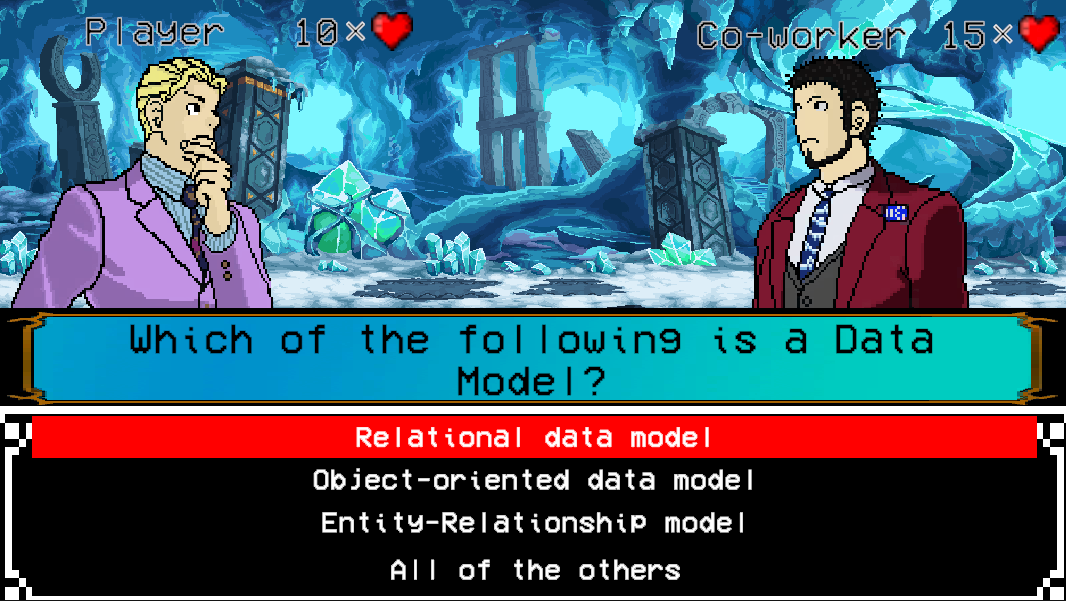 Player 10×
Co-worker 15×
Which of the following is a Data
Model?
Relational data model
Object-oriented data model
Entity-Relationship model
All of the others